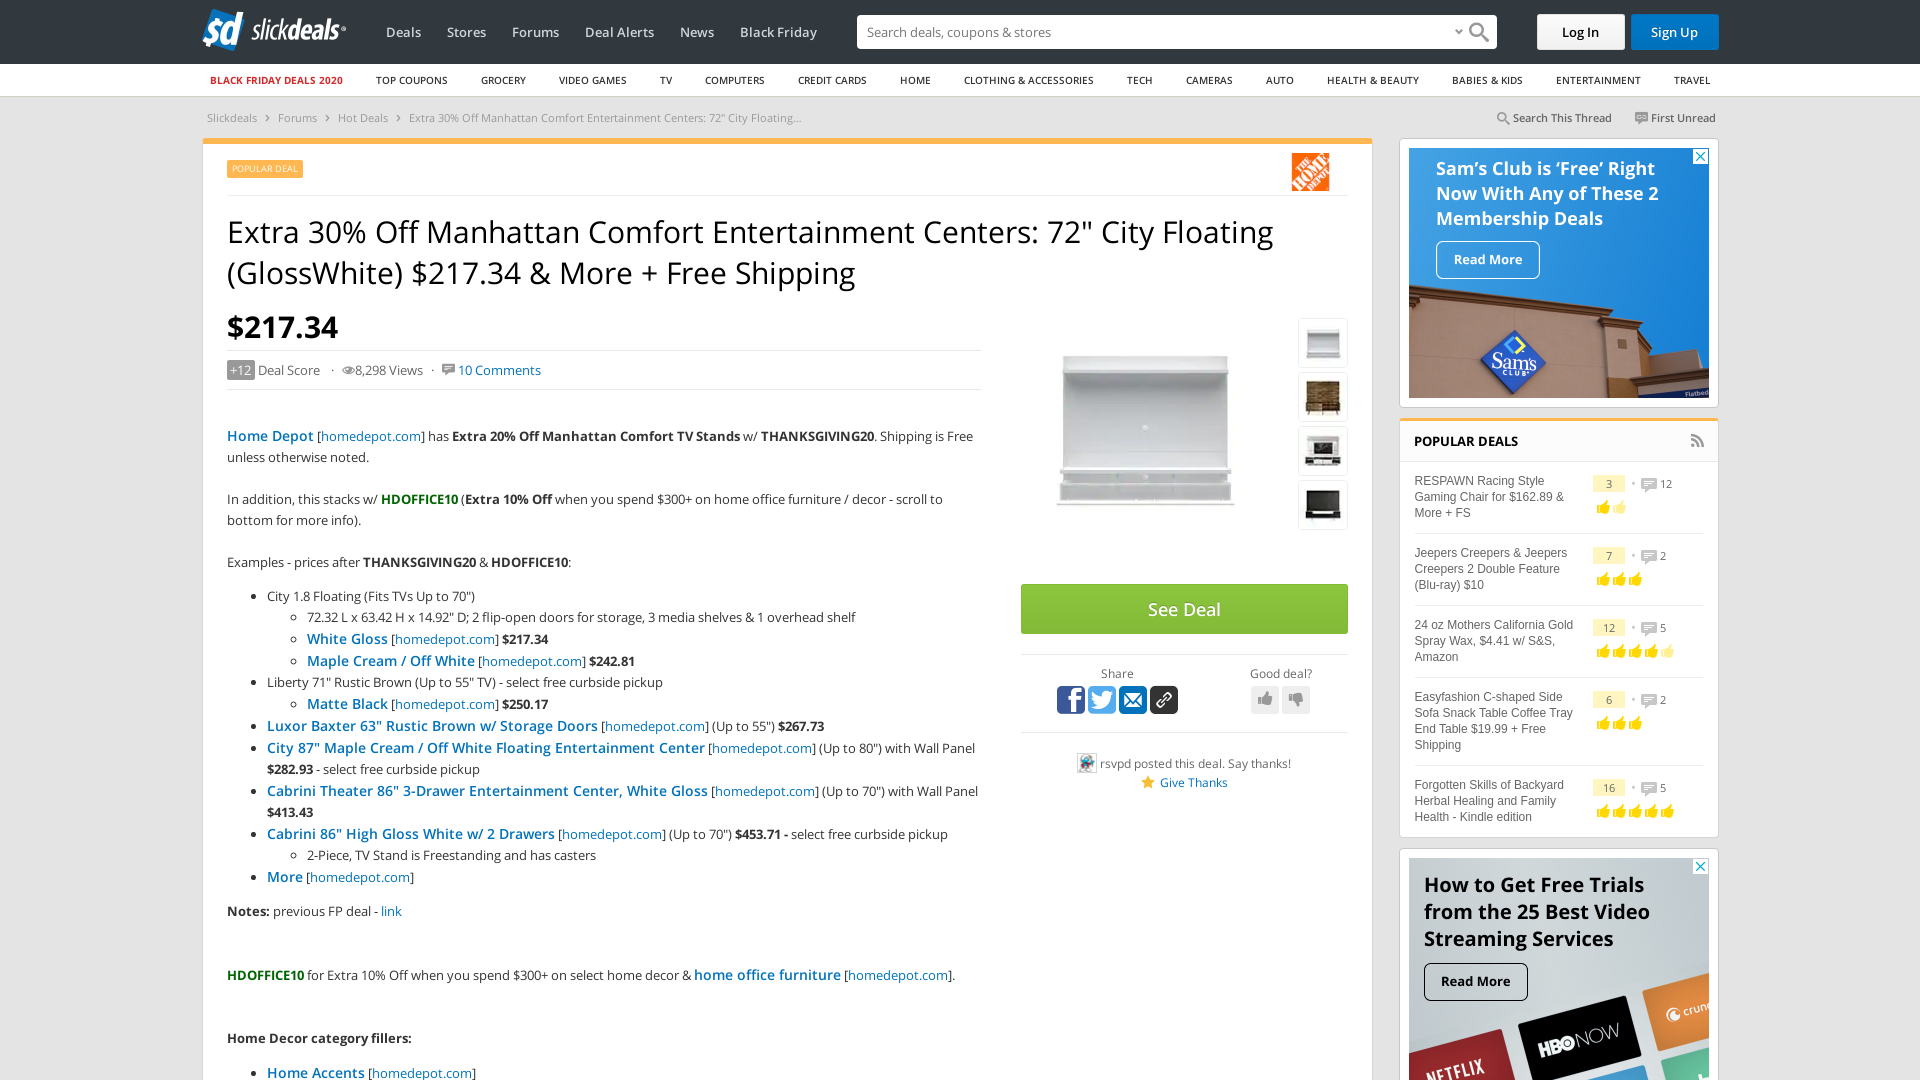 sd slickdeals
Deals Stores Forums Deal Alerts News Black Friday
Search deals, coupons & stores
Log In
Sign Up
BLACK FRIDAY DEALS 2020 TOP COUPONS GROCERY VIDEO GAMES TV COMPUTERS CREDIT CARDS HOME CLOTHING & ACCESSORIES TECH CAMERAS AUTO HEALTH & BEAUTY BABIES & KIDS ENTERTAINMENT TRAVEL
Slickdeals › Forums › Hot Deals › Extra 30% Off Manhattan Comfort Entertainment Centers: 72" City Floating...
Search This Thread
First Unread
POPULAR DEAL
THE HOME DEPOT
Extra 30% Off Manhattan Comfort Entertainment Centers: 72" City Floating
(GlossWhite) $217.34 & More + Free Shipping
$217.34
+12 Deal Score · 8,298 Views · 10 Comments
Home Depot [homedepot.com] has Extra 20% Off Manhattan Comfort TV Stands w/ THANKSGIVING20. Shipping is Free
unless otherwise noted.
In addition, this stacks w/ HDOFFICE10 (Extra 10% Off when you spend $300+ on home office furniture / decor - scroll to
bottom for more info).
Examples - prices after THANKSGIVING20 & HDOFFICE10:
City 1.8 Floating (Fits TVs Up to 70")
72.32 L x 63.42 H x 14.92" D; 2 flip-open doors for storage, 3 media shelves & 1 overhead shelf
White Gloss [homedepot.com] $217.34
Maple Cream / Off White [homedepot.com] $242.81
Liberty 71" Rustic Brown (Up to 55" TV) - select free curbside pickup
Matte Black [homedepot.com] $250.17
Luxor Baxter 63" Rustic Brown w/ Storage Doors [homedepot.com] (Up to 55") $267.73
City 87" Maple Cream / Off White Floating Entertainment Center [homedepot.com] (Up to 80") with Wall Panel
$282.93 - select free curbside pickup
Cabrini Theater 86" 3-Drawer Entertainment Center, White Gloss [homedepot.com] (Up to 70") with Wall Panel
$413.43
Cabrini 86" High Gloss White w/ 2 Drawers [homedepot.com] (Up to 70") $453.71 - select free curbside pickup
2-Piece, TV Stand is Freestanding and has casters
More [homedepot.com]
Notes: previous FP deal - link
HDOFFICE10 for Extra 10% Off when you spend $300+ on select home decor & home office furniture [homedepot.com].
Home Decor category fillers:
Home Accents [homedepot.com]
See Deal
Share
Good deal?
rsvpd posted this deal. Say thanks!
Give Thanks
Sam's Club is 'Free' Right
Now With Any of These 2
Membership Deals
Read More
Sam's
CLUB
Flatbed
POPULAR DEALS
RESPAWN Racing Style
Gaming Chair for $162.89 &
More + FS
3 • 12
Jeepers Creepers & Jeepers
Creepers 2 Double Feature
(Blu-ray) $10
7 • 2
24 oz Mothers California Gold
Spray Wax, $4.41 w/ S&S,
Amazon
12 • 5
Easyfashion C-shaped Side
Sofa Snack Table Coffee Tray
End Table $19.99 + Free
Shipping
6 • 2
Forgotten Skills of Backyard
Herbal Healing and Family
Health - Kindle edition
16 • 5
How to Get Free Trials
from the 25 Best Video
Streaming Services
Read More
crunc
HBO NOW
NETFLIX